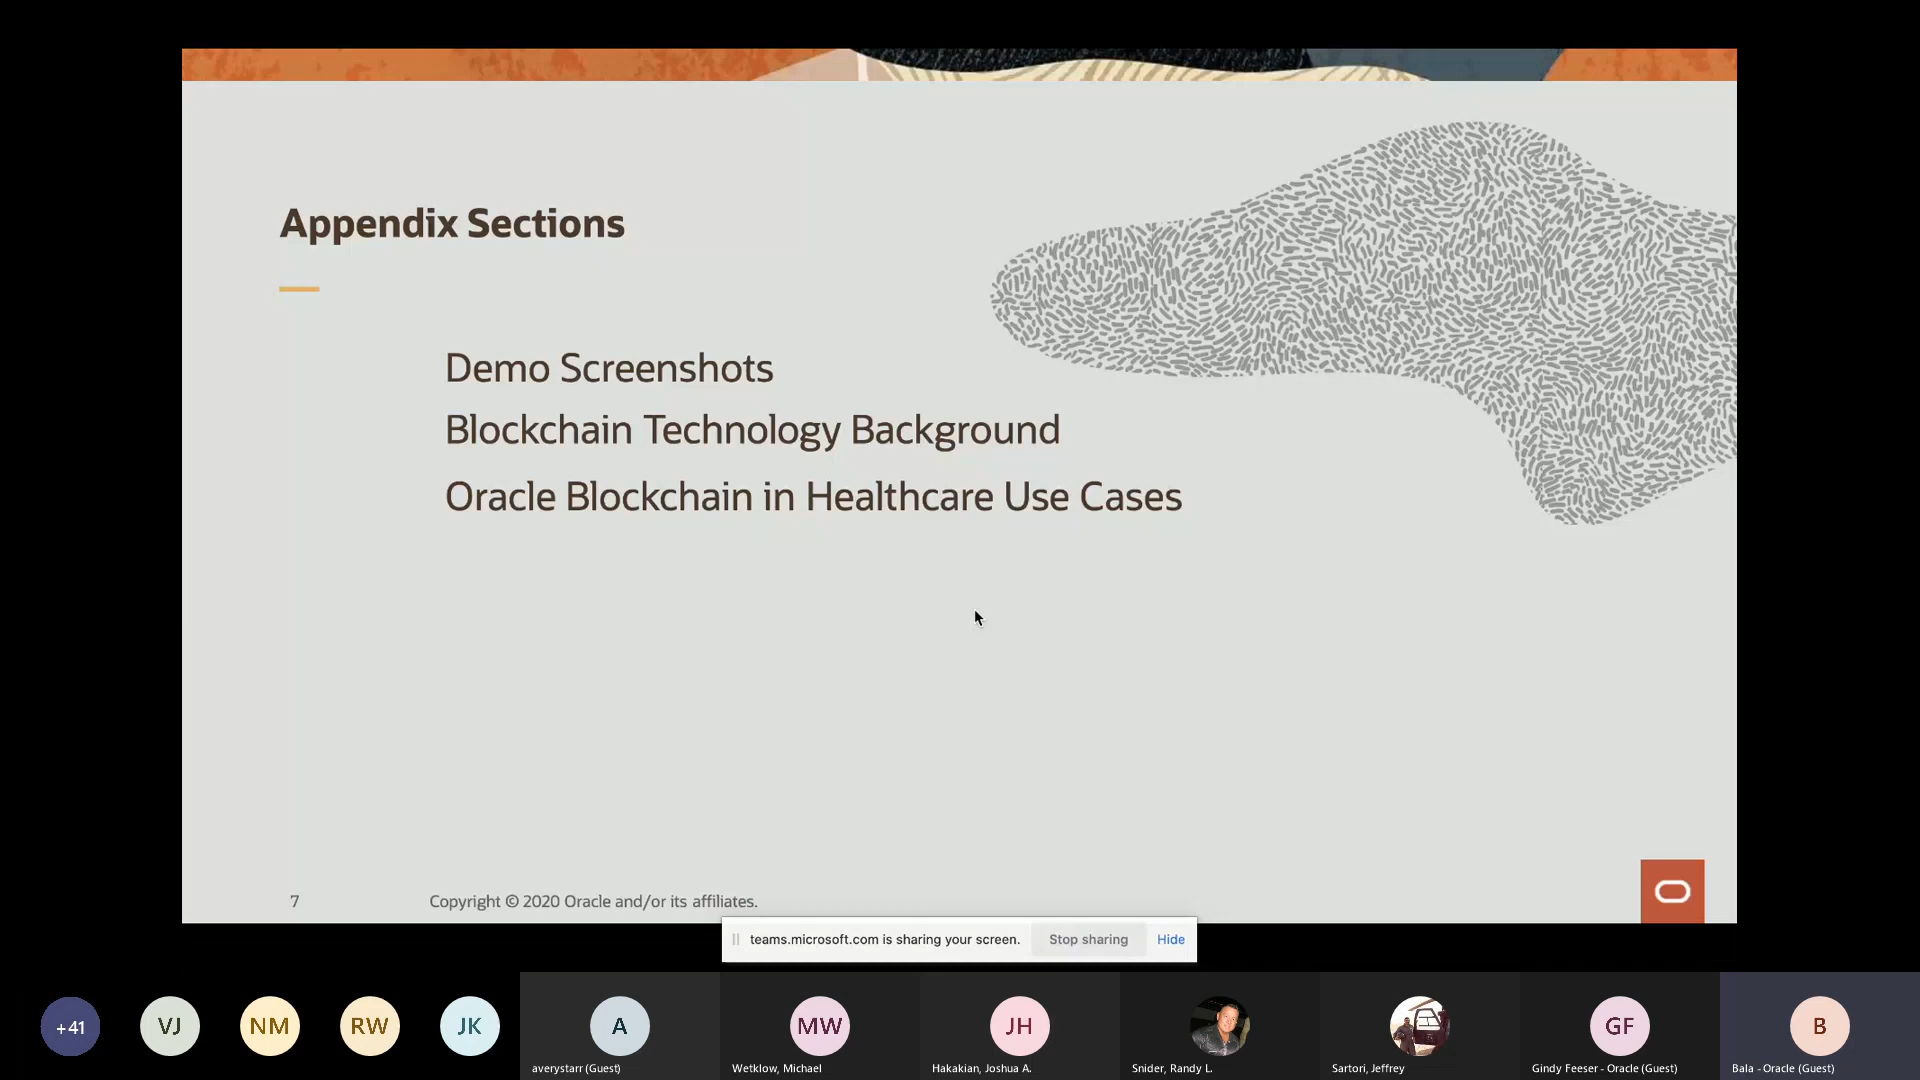 Appendix Sections
Demo Screenshots
Blockchain Technology Background
Oracle Blockchain in Healthcare Use Cases
7
Copyright © 2020 Oracle and/or its affiliates.
teams.microsoft.com is sharing your screen.
Stop sharing
Hide
+41
VJ
NM
RW
JK
A
MW
JH
GF
B
averystarr (Guest)
Wetklow, Michael
Hakakian, Joshua A.
Snider, Randy L.
Sartori, Jeffrey
Gindy Feeser - Oracle (Guest)
Bala - Oracle (Guest)